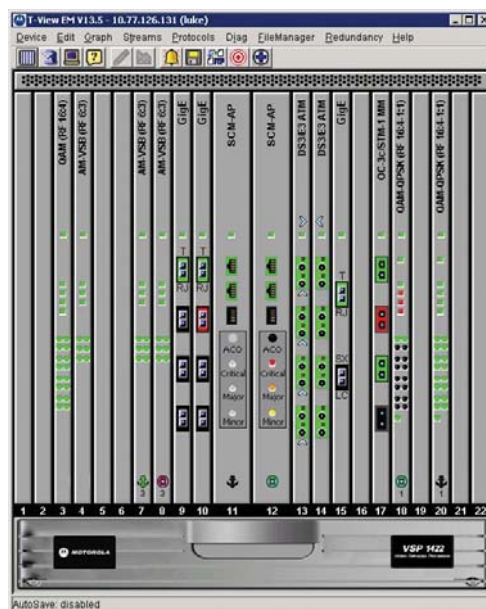 T-View EM V13.5 - 10.77.126.131 (luke)
Device Edit Graph Streams Protocols Diag FileManager Redundancy Help
QAM (RF 16:4)
AM-VSB (RF 6:3)
AM-VSB (RF 6:3)
AM-VSB (RF 6:3)
GigE
GigE
SCM-AP
SCM-AP
DS3/E3 ATM
DS3/E3 ATM
GigE
OC-3c/STM-1 MM
QAM-QPSK (RF 16:4-1:1)
QAM-QPSK (RF 16:4-1:1)
T T
RJ RJ
T
RJ
ACO ACO
Critical Critical
Major Major
Minor Minor
SX
LC
3 3 1 1
1 2 3 4 5 6 7 8 9 10 11 12 13 14 15 16 17 18 19 20 21 22
MOTOROLA
VSP 1422
AutoSave: disabled